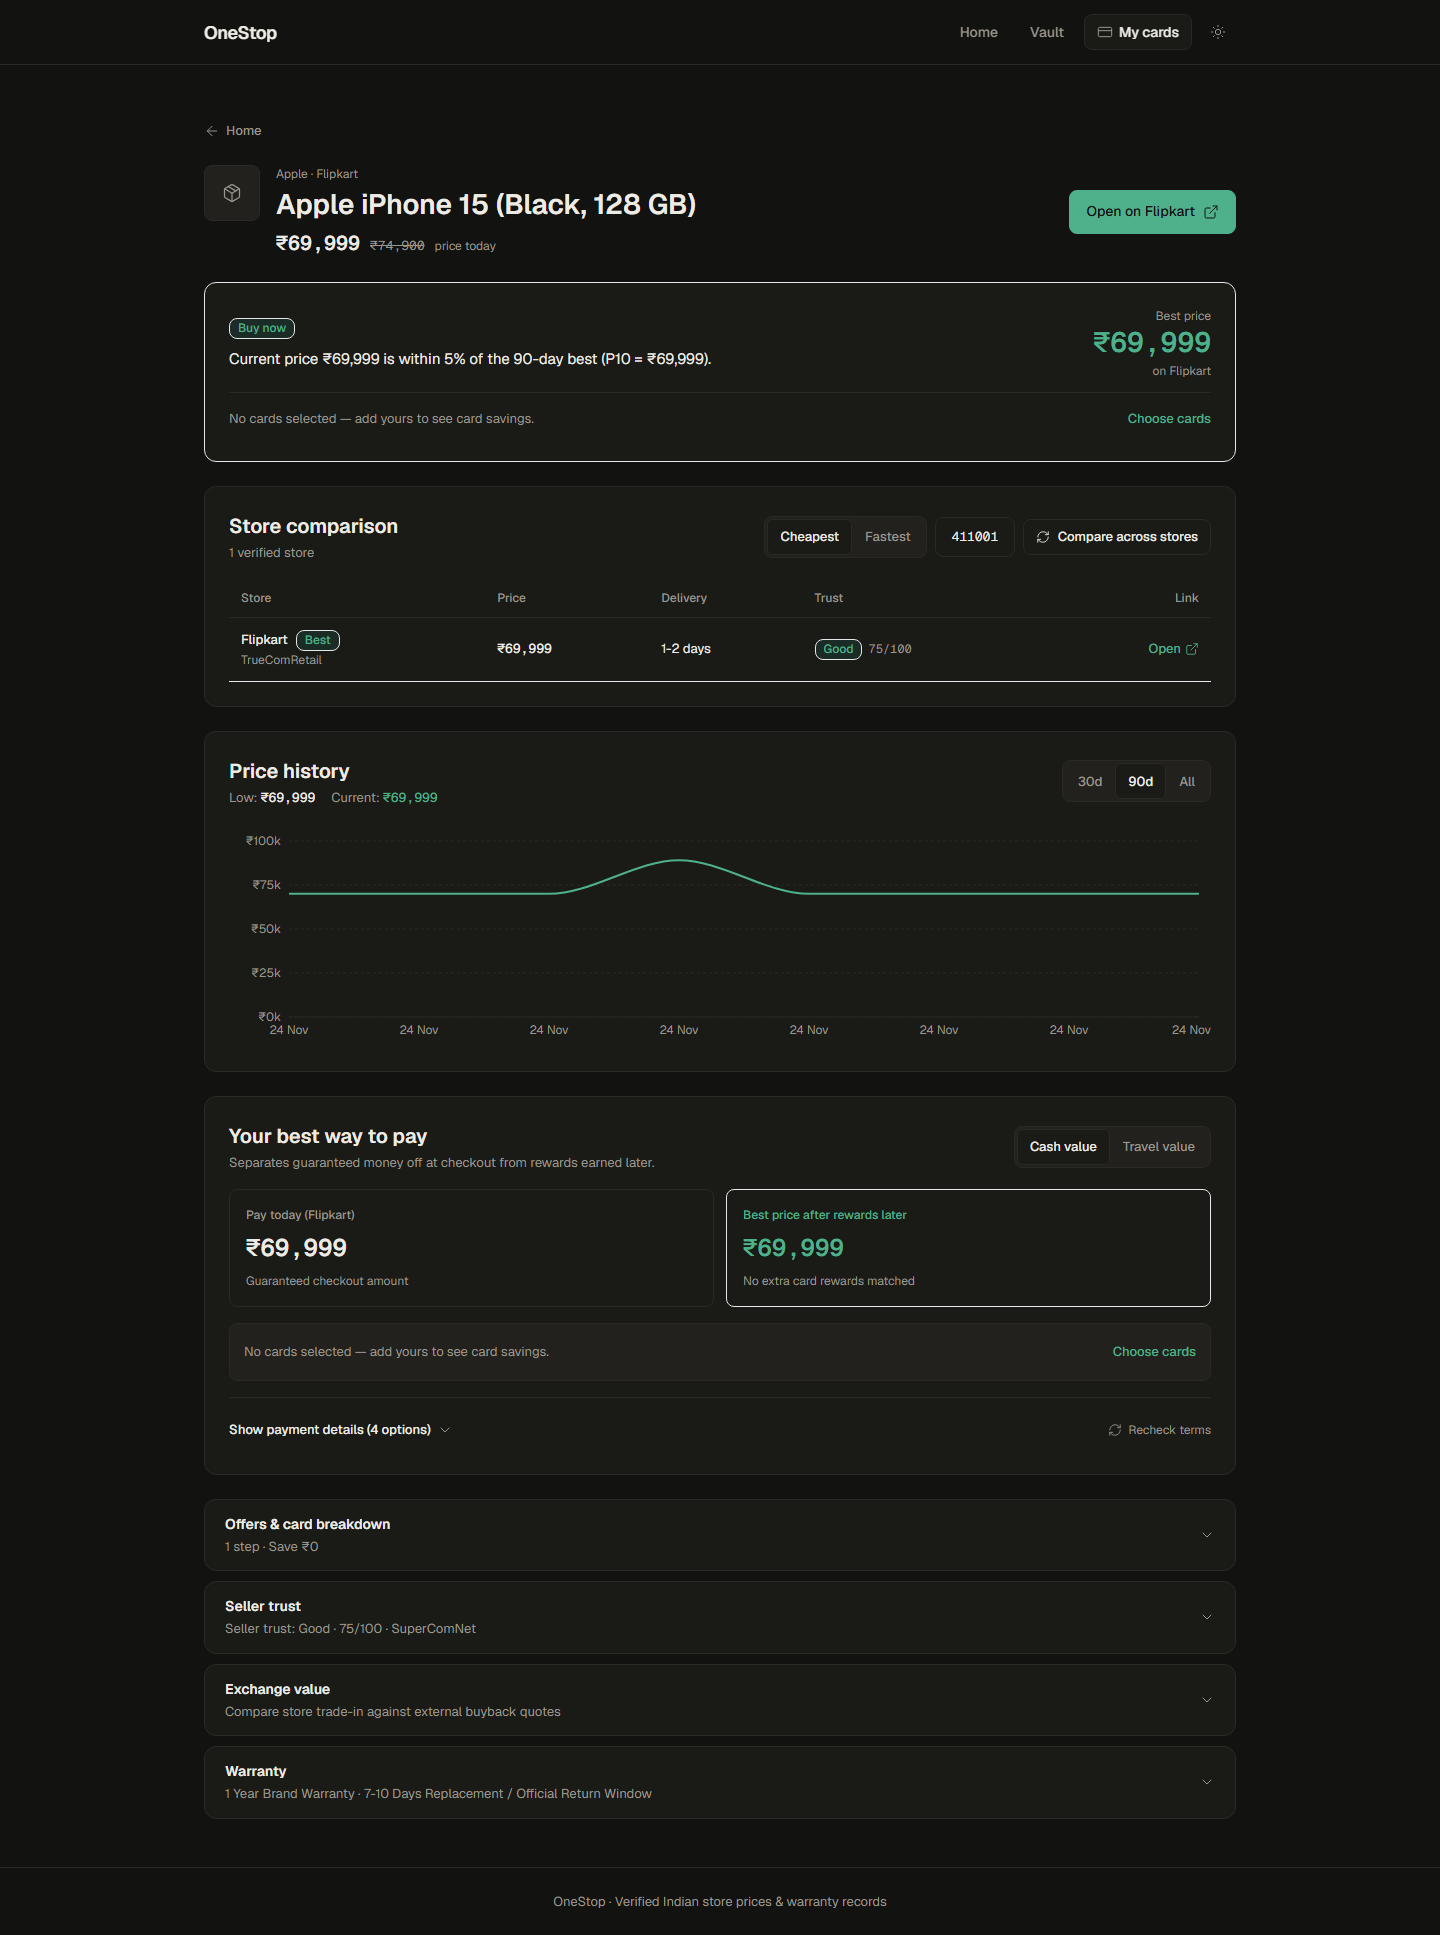 OneStop
Home
Vault
My cards
Home
Apple · Flipkart
Apple iPhone 15 (Black, 128 GB)
₹69,999 ₹74,900 price today
Open on Flipkart
Buy now
Current price ₹69,999 is within 5% of the 90-day best (P10 = ₹69,999).
Best price
₹69,999
on Flipkart
No cards selected — add yours to see card savings.
Choose cards
Store comparison
1 verified store
Cheapest
Fastest
411001
Compare across stores
Store Price Delivery Trust Link
Flipkart Best
TrueComRetail
₹69,999
1-2 days
Good 75/100
Open
Price history
Low: ₹69,999 Current: ₹69,999
30d 90d All
₹100k
₹75k
₹50k
₹25k
₹0k
24 Nov 24 Nov 24 Nov 24 Nov 24 Nov 24 Nov 24 Nov 24 Nov
Your best way to pay
Separates guaranteed money off at checkout from rewards earned later.
Cash value Travel value
Pay today (Flipkart)
₹69,999
Guaranteed checkout amount
Best price after rewards later
₹69,999
No extra card rewards matched
No cards selected — add yours to see card savings.
Choose cards
Show payment details (4 options)
Recheck terms
Offers & card breakdown
1 step · Save ₹0
Seller trust
Seller trust: Good · 75/100 · SuperComNet
Exchange value
Compare store trade-in against external buyback quotes
Warranty
1 Year Brand Warranty · 7-10 Days Replacement / Official Return Window
OneStop · Verified Indian store prices & warranty records